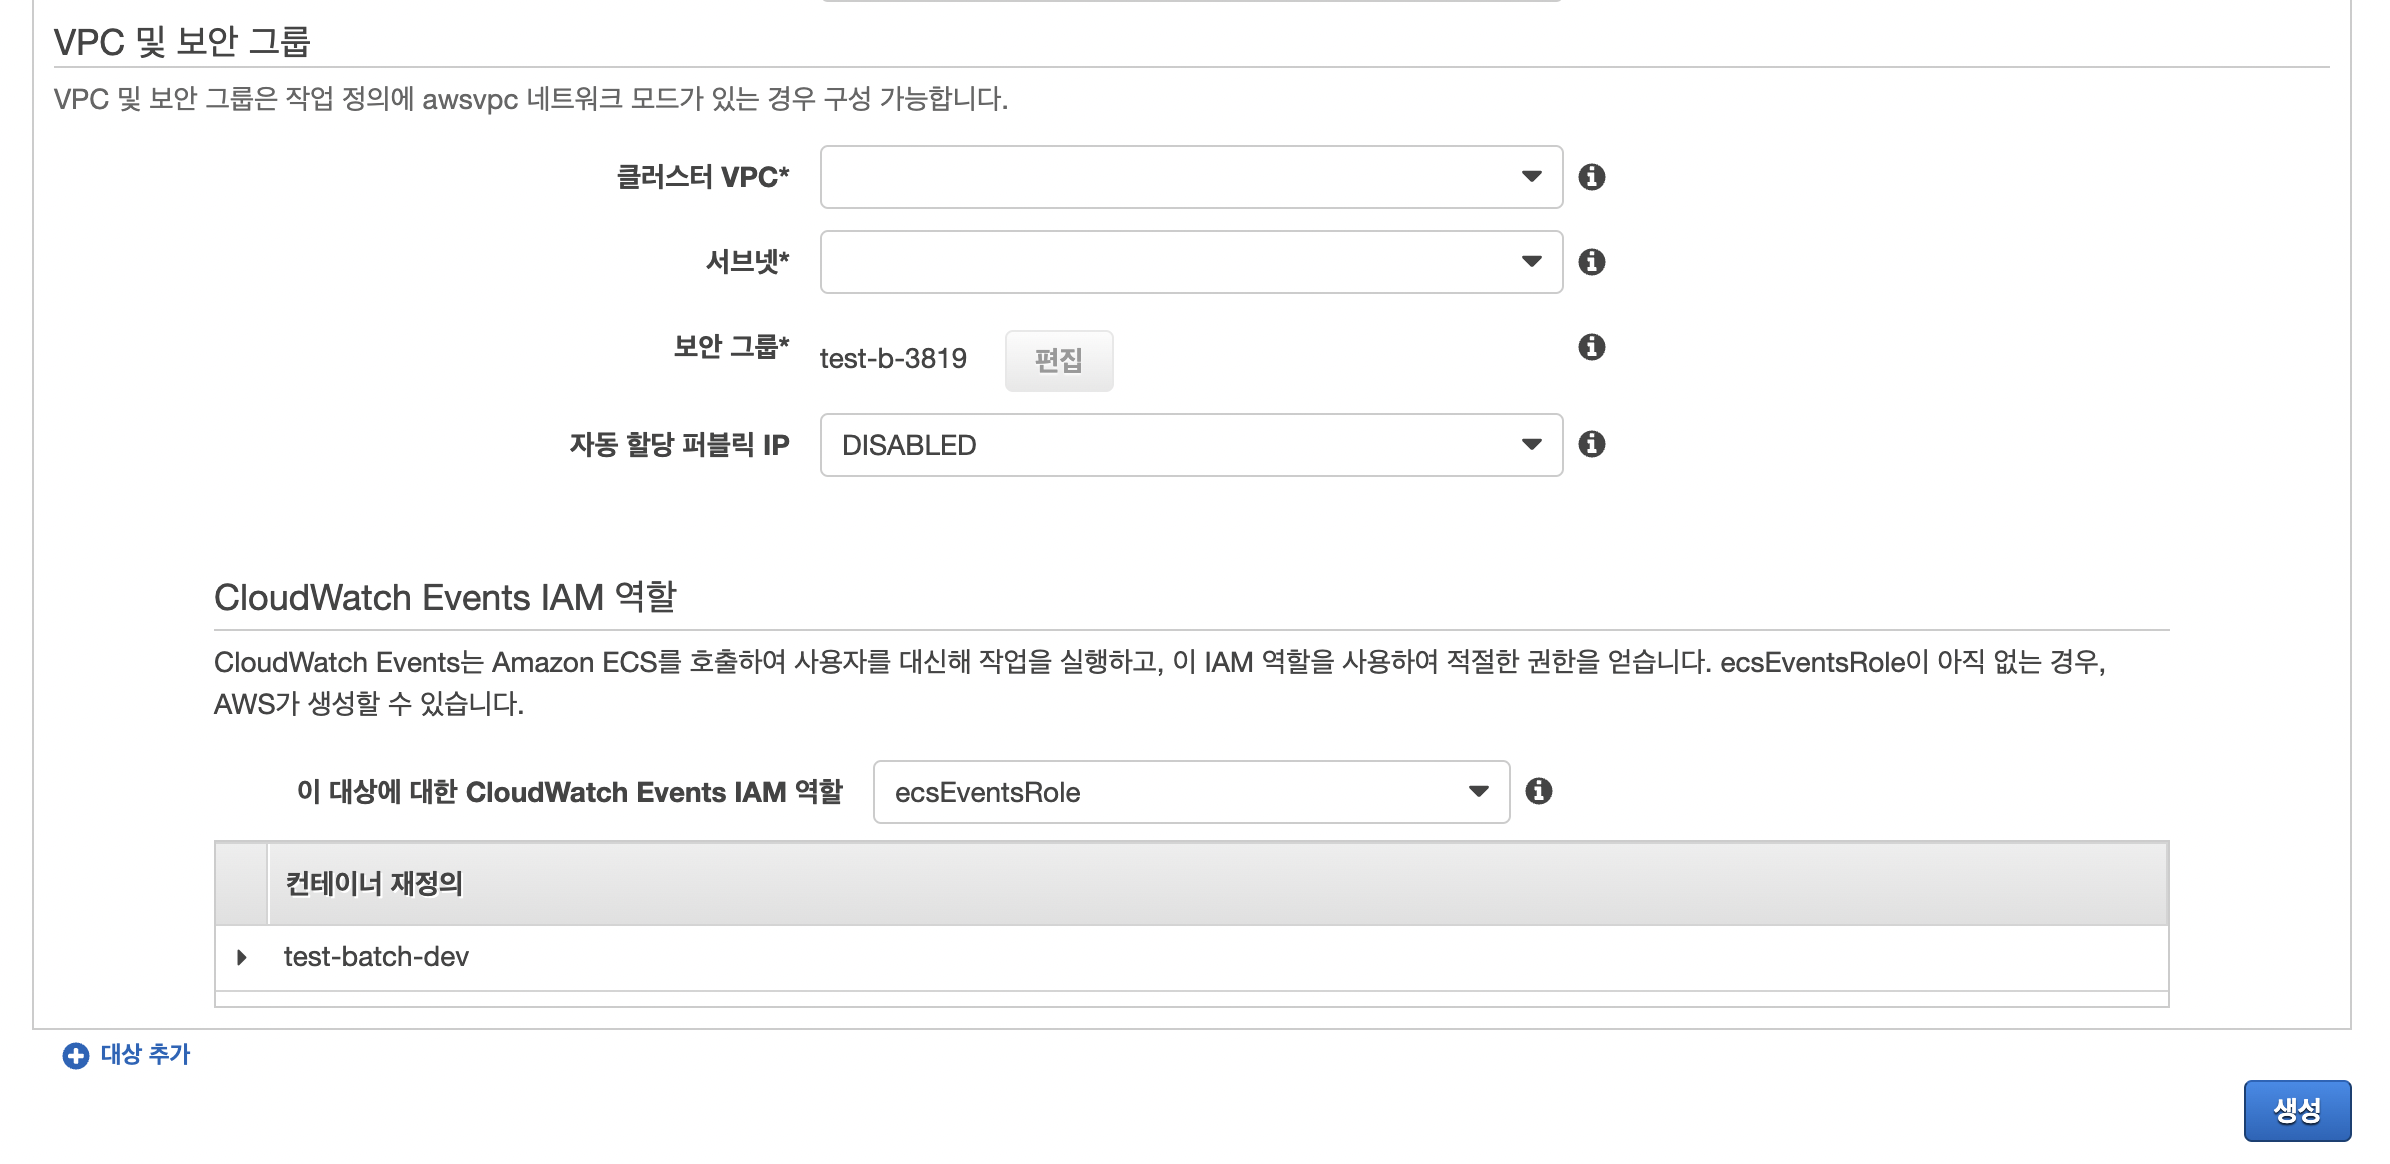 VPC 및 보안 그룹
VPC 및 보안 그룹은 작업 정의에 awsvpc 네트워크 모드가 있는 경우 구성 가능합니다.
클러스터 VPC*
서브넷*
보안 그룹* test-b-3819 편집
자동 할당 퍼블릭 IP DISABLED
CloudWatch Events IAM 역할
CloudWatch Events는 Amazon ECS를 호출하여 사용자를 대신해 작업을 실행하고, 이 IAM 역할을 사용하여 적절한 권한을 얻습니다. ecsEventsRole이 아직 없는 경우,
AWS가 생성할 수 있습니다.
이 대상에 대한 CloudWatch Events IAM 역할 ecsEventsRole
컨테이너 재정의
test-batch-dev
대상 추가
생성